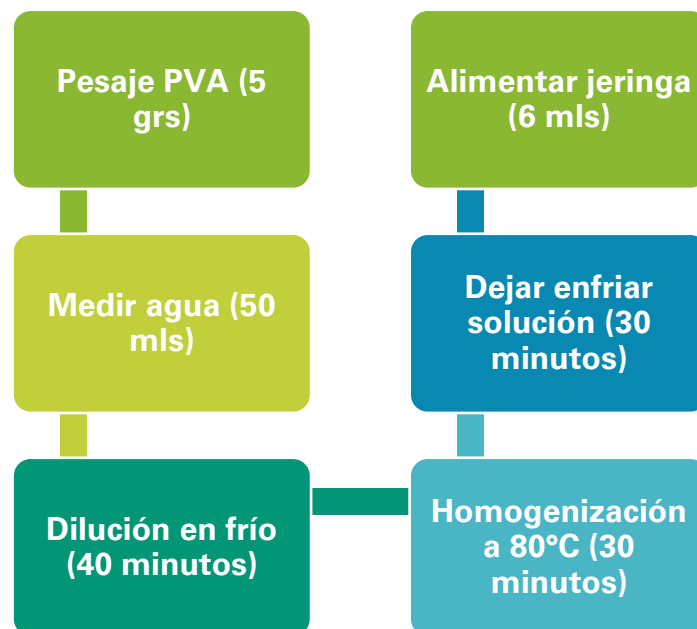 Pesaje PVA (5
grs)
Medir agua (50
mls)
Dilución en frío
(40 minutos)
Homogenización
a 80°C (30
minutos)
Dejar enfriar
solución (30
minutos)
Alimentar jeringa
(6 mls)